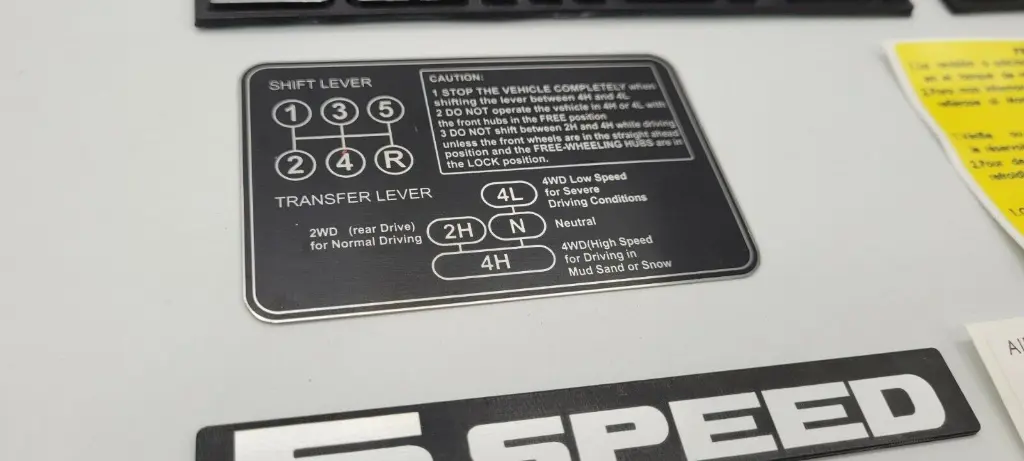 SHIFT LEVER
1 3 5
2 4 R
CAUTION:
1 STOP THE VEHICLE COMPLETELY when
shifting the lever between 4H and 4L.
2 DO NOT operate the vehicle in 4H or 4L with
the front hubs in the FREE position
3 DO NOT shift between 2H and 4H while driving
unless the front wheels are in the straight ahead
position and the FREE-WHEELING HUBS are in
the LOCK position.
TRANSFER LEVER
4L
4WD Low Speed
for Severe
Driving Conditions
2WD (rear Drive)
for Normal Driving
2H
N
Neutral
4H
4WD(High Speed
for Driving in
Mud Sand or Snow
5 SPEED